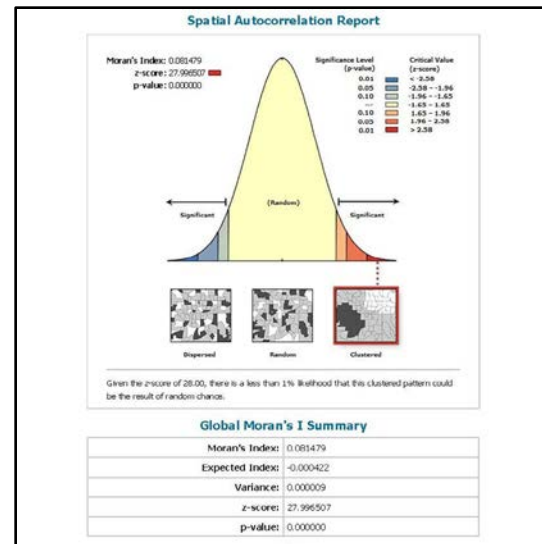 Spatial Autocorrelation Report
Moran's Index: 0.081479
z-score: 27.996507
p-value: 0.000000
Significance Level (p-value)
Critical Value (z-score)
0.01 < -2.58
0.05 -2.58 – -1.96
0.10 -1.96 – -1.65
--- -1.65 – 1.65
0.10 1.65 – 1.96
0.05 1.96 – 2.58
0.01 > 2.58
Significant
(Random)
Significant
Dispersed
Random
Clustered
Given the z-score of 28.00, there is a less than 1% likelihood that this clustered pattern could
be the result of random chance.
Global Moran's I Summary
Moran's Index: 0.081479
Expected Index: -0.000422
Variance: 0.000009
z-score: 27.996507
p-value: 0.000000